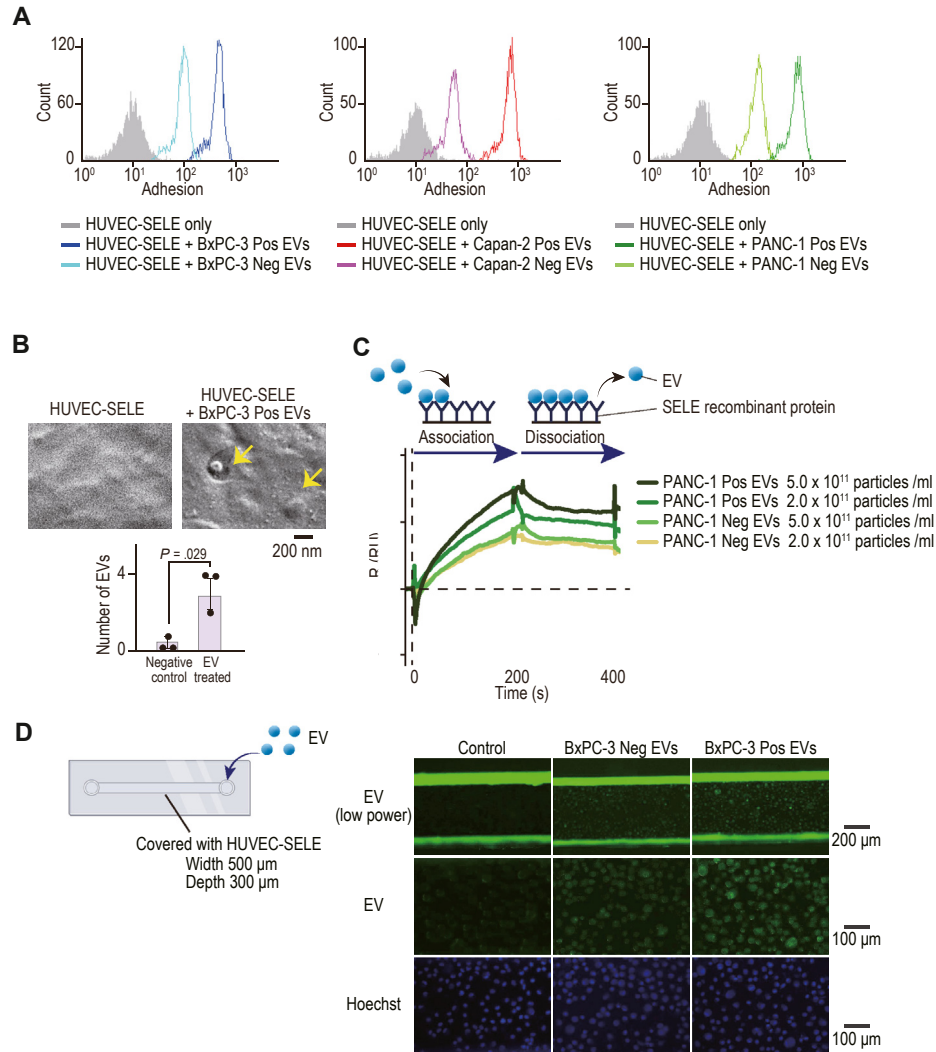 A
120
60
0
Count
10⁰
10¹
10²
10³
Adhesion
HUVEC-SELE only
HUVEC-SELE + BxPC-3 Pos EVs
HUVEC-SELE + BxPC-3 Neg EVs
100
50
0
Count
10⁰
10¹
10²
10³
Adhesion
HUVEC-SELE only
HUVEC-SELE + Capan-2 Pos EVs
HUVEC-SELE + Capan-2 Neg EVs
100
50
0
Count
10⁰
10¹
10²
10³
Adhesion
HUVEC-SELE only
HUVEC-SELE + PANC-1 Pos EVs
HUVEC-SELE + PANC-1 Neg EVs
B
HUVEC-SELE
HUVEC-SELE
+ BxPC-3 Pos EVs
200 nm
P = .029
4
0
Number of EVs
Negative
control
EV
treated
C
EV
SELE recombinant protein
Association
Dissociation
PANC-1 Pos EVs 5.0 x 10¹¹ particles /ml
PANC-1 Pos EVs 2.0 x 10¹¹ particles /ml
PANC-1 Neg EVs 5.0 x 10¹¹ particles /ml
PANC-1 Neg EVs 2.0 x 10¹¹ particles /ml
0
200
400
Time (s)
D
EV
Covered with HUVEC-SELE
Width 500 μm
Depth 300 μm
Control
BxPC-3 Neg EVs
BxPC-3 Pos EVs
EV
(low power)
200 μm
EV
100 μm
Hoechst
100 μm